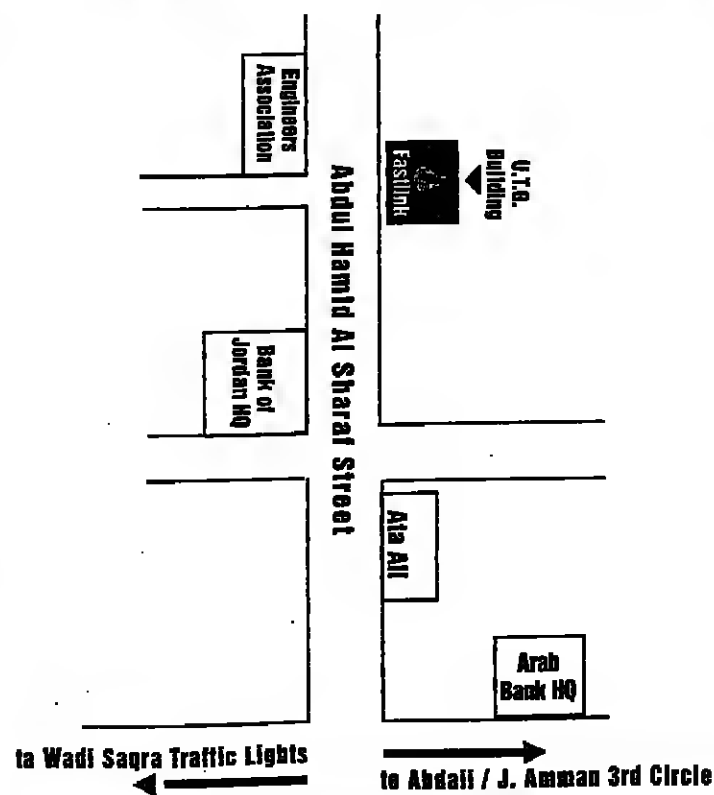 Engineers
Association
U.T.G.
Building
Fastlink
Abdul Hamid Al Sharaf Street
Bank of
Jordan HQ
Ata Ali
Arab
Bank HQ
to Wadi Saqra Traffic Lights
to Abdali / J. Amman 3rd Circle